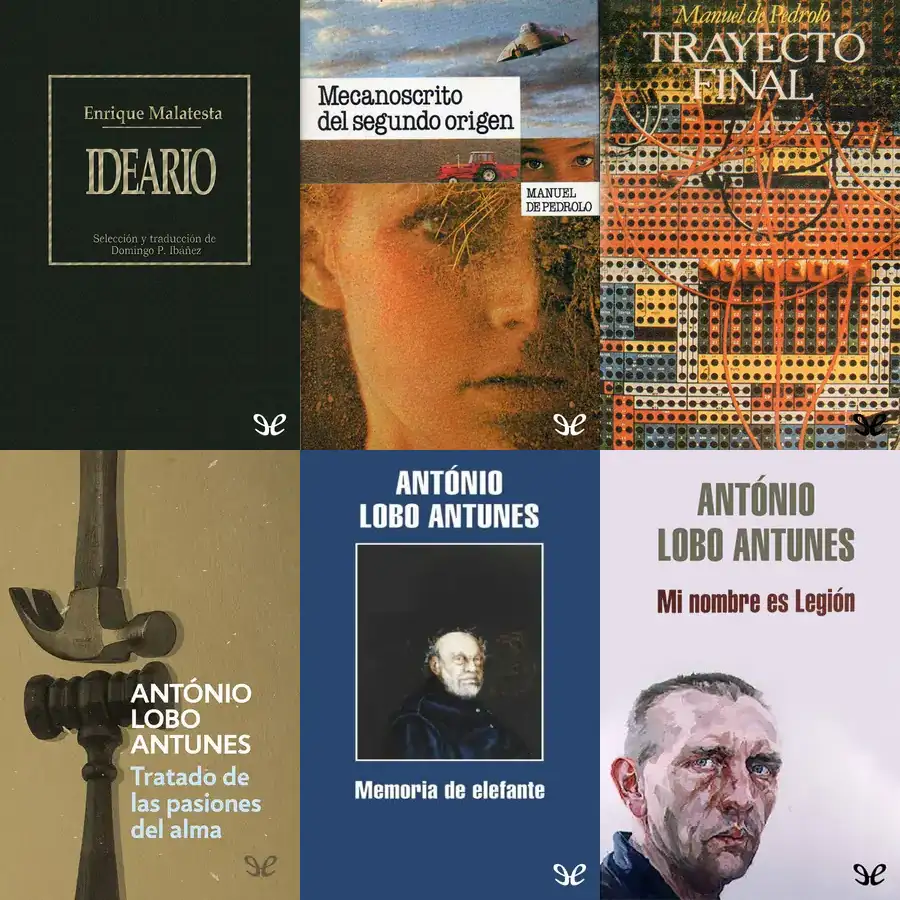 Enrique Malatesta
IDEARIO
Selección y traducción de
Domingo P. Ibáñez
Mecanoscrito
del segundo origen
MANUEL
DE PEDROLO
Manuel de Pedrolo
TRAYECTO
FINAL
ANTÓNIO
LOBO
ANTUNES
Tratado de
las pasiones
del alma
ANTÓNIO
LOBO ANTUNES
Memoria de elefante
ANTÓNIO
LOBO ANTUNES
Mi nombre es Legión